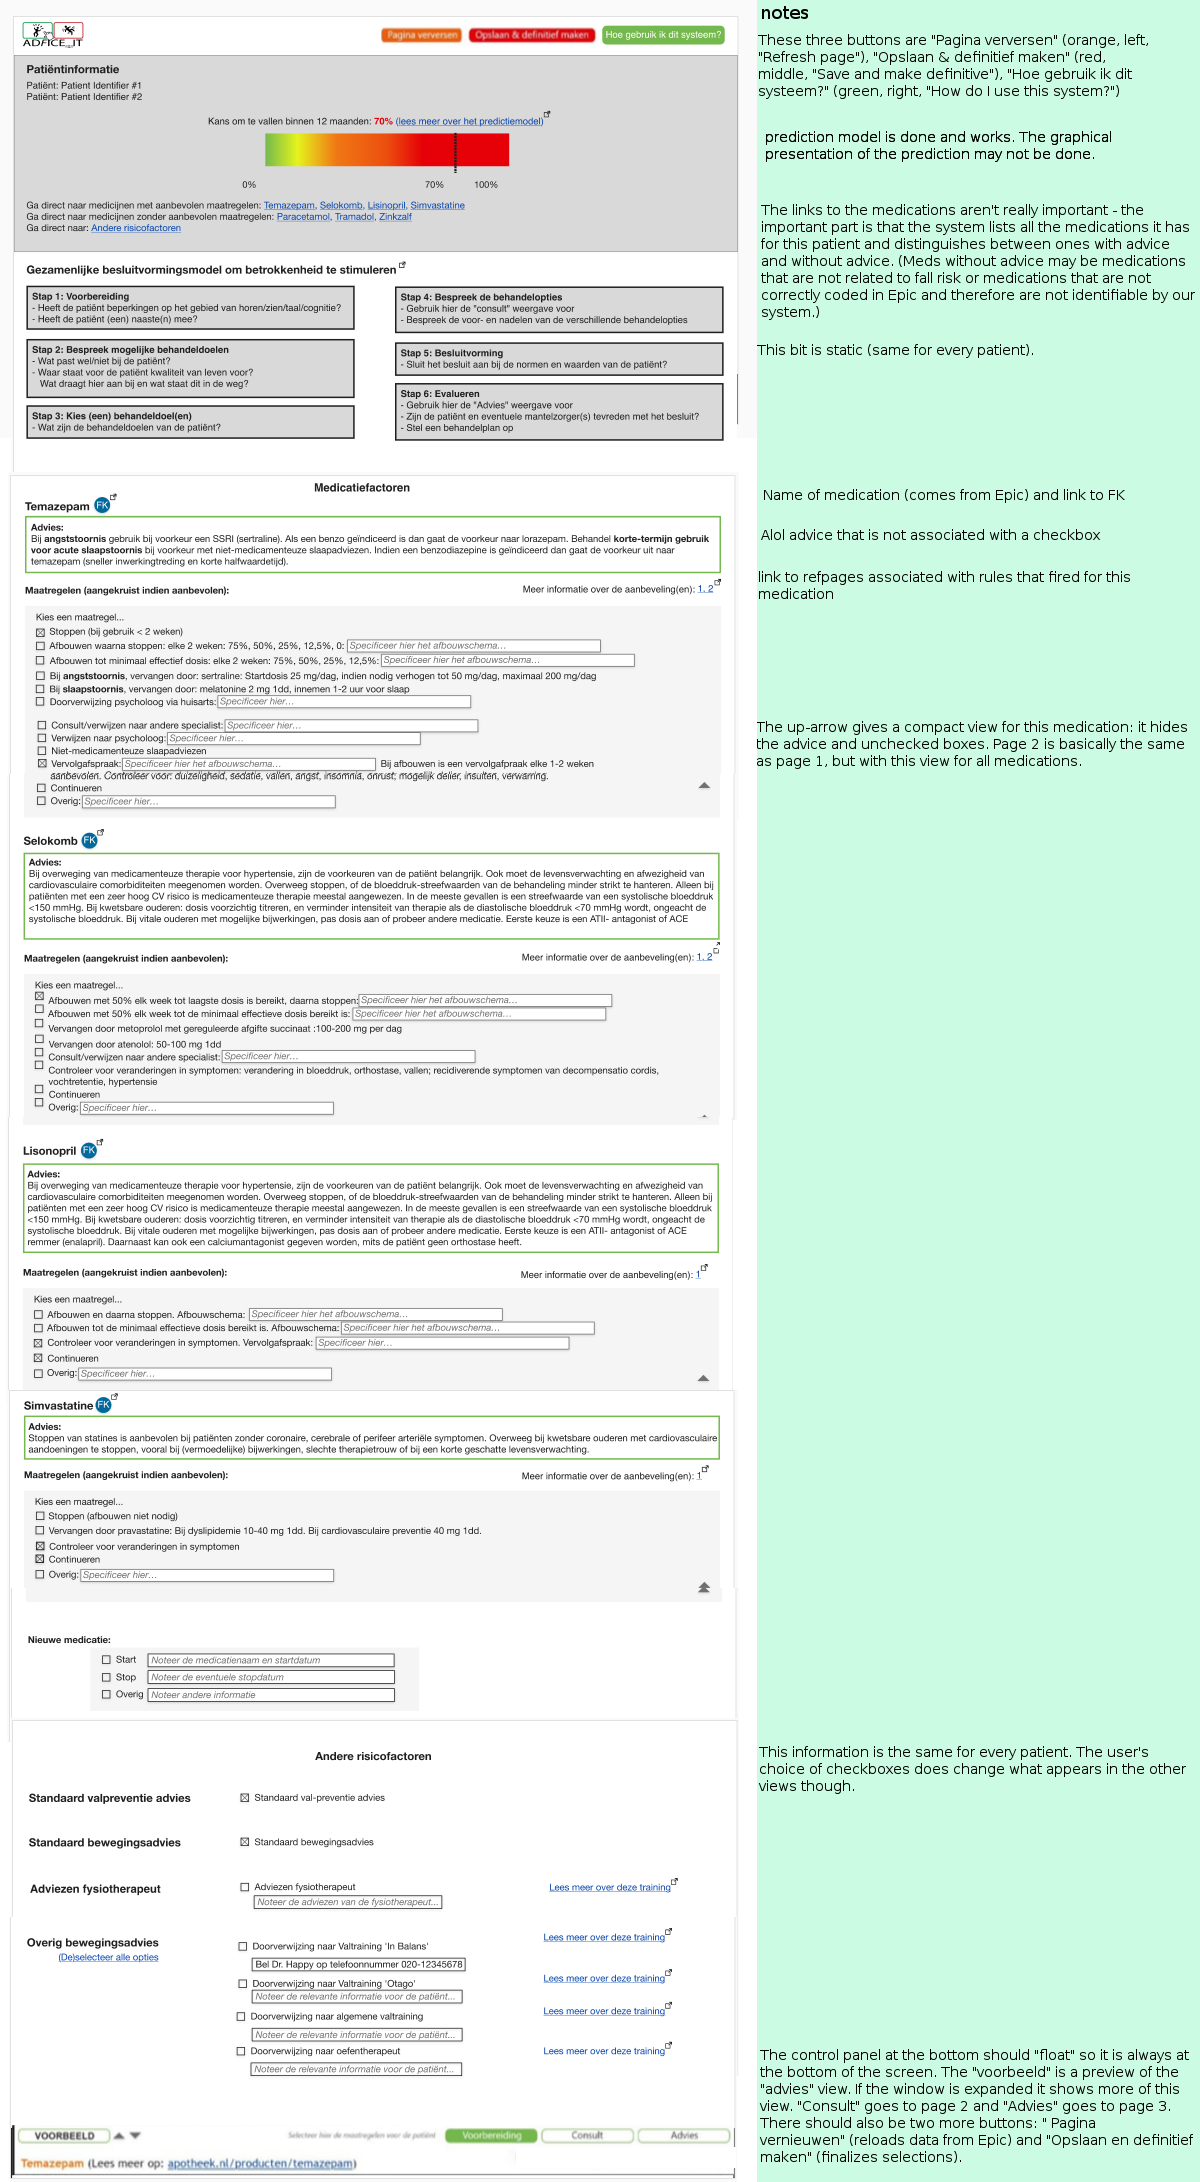 ADFICE_IT
Pagina verversen
Opslaan & definitief maken
Hoe gebruik ik dit systeem?
Patiëntinformatie
Patiënt: Patient Identifier #1
Patiënt: Patient Identifier #2
Kans om te vallen binnen 12 maanden: 70% (lees meer over het predictiemodel)
0% 70% 100%
Ga direct naar medicijnen met aanbevolen maatregelen: Temazepam, Selokomb, Lisinopril, Simvastatine
Ga direct naar medicijnen zonder aanbevolen maatregelen: Paracetamol, Tramadol, Zinkzalf
Ga direct naar: Andere risicofactoren
Gezamenlijke besluitvormingsmodel om betrokkenheid te stimuleren
Stap 1: Voorbereiding
- Heeft de patiënt beperkingen op het gebied van horen/zien/taal/cognitie?
- Heeft de patiënt (een) naaste(n) mee?
Stap 2: Bespreek mogelijke behandeldoelen
- Wat past wel/niet bij de patiënt?
- Waar staat voor de patiënt kwaliteit van leven voor?
Wat draagt hier aan bij en wat staat dit in de weg?
Stap 3: Kies (een) behandeldoel(en)
- Wat zijn de behandeldoelen van de patiënt?
Stap 4: Bespreek de behandelopties
- Gebruik hier de "consult" weergave voor
- Bespreek de voor- en nadelen van de verschillende behandelopties
Stap 5: Besluitvorming
- Sluit het besluit aan bij de normen en waarden van de patiënt?
Stap 6: Evalueren
- Gebruik hier de "Advies" weergave voor
- Zijn de patiënt en eventuele mantelzorger(s) tevreden met het besluit?
- Stel een behandelplan op
Medicatiefactoren
Temazepam FK
Advies:
Bij angststoornis gebruik bij voorkeur een SSRI (sertraline). Als een benzo geïndiceerd is dan gaat de voorkeur naar lorazepam. Behandel korte-termijn gebruik
voor acute slaapstoornis bij voorkeur met niet-medicamenteuze slaapadviezen. Indien een benzodiazepine is geïndiceerd dan gaat de voorkeur uit naar
temazepam (sneller inwerkingtreding en korte halfwaardetijd).
Maatregelen (aangekruist indien aanbevolen):
Meer informatie over de aanbeveling(en): 1, 2
Kies een maatregel...
Stoppen (bij gebruik < 2 weken)
Afbouwen waarna stoppen: elke 2 weken: 75%, 50%, 25%, 12,5%, 0: Specificeer hier het afbouwschema...
Afbouwen tot minimaal effectief dosis: elke 2 weken: 75%, 50%, 25%, 12,5%: Specificeer hier het afbouwschema...
Bij angststoornis, vervangen door: sertraline: Startdosis 25 mg/dag, indien nodig verhogen tot 50 mg/dag, maximaal 200 mg/dag
Bij slaapstoornis, vervangen door: melatonine 2 mg 1dd, innemen 1-2 uur voor slaap
Doorverwijzing psycholoog via huisarts: Specificeer hier...
Consult/verwijzen naar andere specialist: Specificeer hier...
Verwijzen naar psycholoog: Specificeer hier...
Niet-medicamenteuze slaapadviezen
Vervolgafspraak: Specificeer hier het afbouwschema... Bij afbouwen is een vervolgafpraak elke 1-2 weken
aanbevolen. Controleer voor: duizeligheid, sedatie, vallen, angst, insomnia, onrust; mogelijk delier, insulten, verwarring.
Continueren
Overig: Specificeer hier...
Selokomb FK
Advies:
Bij overweging van medicamenteuze therapie voor hypertensie, zijn de voorkeuren van de patiënt belangrijk. Ook moet de levensverwachting en afwezigheid van
cardiovasculaire comorbiditeiten meegenomen worden. Overweeg stoppen, of de bloeddruk-streefwaarden van de behandeling minder strikt te hanteren. Alleen bij
patiënten met een zeer hoog CV risico is medicamenteuze therapie meestal aangewezen. In de meeste gevallen is een streefwaarde van een systolische bloeddruk
<150 mmHg. Bij kwetsbare ouderen: dosis voorzichtig titreren, en verminder intensiteit van therapie als de diastolische bloeddruk <70 mmHg wordt, ongeacht de
systolische bloeddruk. Bij vitale ouderen met mogelijke bijwerkingen, pas dosis aan of probeer andere medicatie. Eerste keuze is een ATII- antagonist of ACE
Maatregelen (aangekruist indien aanbevolen):
Meer informatie over de aanbeveling(en): 1, 2
Kies een maatregel...
Afbouwen met 50% elk week tot laagste dosis is bereikt, daarna stoppen: Specificeer hier het afbouwschema...
Afbouwen met 50% elk week tot de minimaal effectieve dosis bereikt is: Specificeer hier het afbouwschema...
Vervangen door metoprolol met gereguleerde afgifte succinaat :100-200 mg per dag
Vervangen door atenolol: 50-100 mg 1dd
Consult/verwijzen naar andere specialist: Specificeer hier...
Controleer voor veranderingen in symptomen: verandering in bloeddruk, orthostase, vallen; recidiverende symptomen van decompensatio cordis,
vochtretentie, hypertensie
Continueren
Overig: Specificeer hier...
Lisonopril FK
Advies:
Bij overweging van medicamenteuze therapie voor hypertensie, zijn de voorkeuren van de patiënt belangrijk. Ook moet de levensverwachting en afwezigheid van
cardiovasculaire comorbiditeiten meegenomen worden. Overweeg stoppen, of de bloeddruk-streefwaarden van de behandeling minder strikt te hanteren. Alleen bij
patiënten met een zeer hoog CV risico is medicamenteuze therapie meestal aangewezen. In de meeste gevallen is een streefwaarde van een systolische bloeddruk
<150 mmHg. Bij kwetsbare ouderen: dosis voorzichtig titreren, en verminder intensiteit van therapie als de diastolische bloeddruk <70 mmHg wordt, ongeacht de
systolische bloeddruk. Bij vitale ouderen met mogelijke bijwerkingen, pas dosis aan of probeer andere medicatie. Eerste keuze is een ATII- antagonist of ACE
remmer (enalapril). Daarnaast kan ook een calciumantagonist gegeven worden, mits de patiënt geen orthostase heeft.
Maatregelen (aangekruist indien aanbevolen):
Meer informatie over de aanbeveling(en): 1
Kies een maatregel...
Afbouwen en daarna stoppen. Afbouwschema: Specificeer hier het afbouwschema...
Afbouwen tot de minimaal effectieve dosis bereikt is. Afbouwschema: Specificeer hier het afbouwschema...
Controleer voor veranderingen in symptomen. Vervolgafspraak: Specificeer hier...
Continueren
Overig: Specificeer hier...
Simvastatine FK
Advies:
Stoppen van statines is aanbevolen bij patiënten zonder coronaire, cerebrale of perifeer arteriële symptomen. Overweeg bij kwetsbare ouderen met cardiovasculaire
aandoeningen te stoppen, vooral bij (vermoedelijke) bijwerkingen, slechte therapietrouw of bij een korte geschatte levensverwachting.
Maatregelen (aangekruist indien aanbevolen):
Meer informatie over de aanbeveling(en): 1
Kies een maatregel...
Stoppen (afbouwen niet nodig)
Vervangen door pravastatine: Bij dyslipidemie 10-40 mg 1dd. Bij cardiovasculaire preventie 40 mg 1dd.
Controleer voor veranderingen in symptomen
Continueren
Overig: Specificeer hier...
Nieuwe medicatie:
Start Noteer de medicatienaam en startdatum
Stop Noteer de eventuele stopdatum
Overig Noteer andere informatie
Andere risicofactoren
Standaard valpreventie advies
Standaard val-preventie advies
Standaard bewegingsadvies
Standaard bewegingsadvies
Adviezen fysiotherapeut
Adviezen fysiotherapeut
Lees meer over deze training
Noteer de adviezen van de fysiotherapeut...
Overig bewegingsadvies
(De)selecteer alle opties
Doorverwijzing naar Valtraining 'In Balans'
Lees meer over deze training
Bel Dr. Happy op telefoonnummer 020-12345678
Doorverwijzing naar Valtraining 'Otago'
Lees meer over deze training
Noteer de relevante informatie voor de patiënt...
Doorverwijzing naar algemene valtraining
Lees meer over deze training
Noteer de relevante informatie voor de patiënt...
Doorverwijzing naar oefentherapeut
Lees meer over deze training
Noteer de relevante informatie voor de patiënt...
VOORBEELD
Selecteer hier de maatregelen voor de patiënt
Voorbereiding
Consult
Advies
Temazepam (Lees meer op: apotheek.nl/producten/temazepam)
notes
These three buttons are "Pagina verversen" (orange, left,
"Refresh page"), "Opslaan & definitief maken" (red,
middle, "Save and make definitive"), "Hoe gebruik ik dit
systeem?" (green, right, "How do I use this system?")
prediction model is done and works. The graphical
presentation of the prediction may not be done.
The links to the medications aren't really important - the
important part is that the system lists all the medications it has
for this patient and distinguishes between ones with advice
and without advice. (Meds without advice may be medications
that are not related to fall risk or medications that are not
correctly coded in Epic and therefore are not identifiable by our
system.)
This bit is static (same for every patient).
Name of medication (comes from Epic) and link to FK
Alol advice that is not associated with a checkbox
link to refpages associated with rules that fired for this
medication
The up-arrow gives a compact view for this medication: it hides
the advice and unchecked boxes. Page 2 is basically the same
as page 1, but with this view for all medications.
This information is the same for every patient. The user's
choice of checkboxes does change what appears in the other
views though.
The control panel at the bottom should "float" so it is always at
the bottom of the screen. The "voorbeeld" is a preview of the
"advies" view. If the window is expanded it shows more of this
view. "Consult" goes to page 2 and "Advies" goes to page 3.
There should also be two more buttons: " Pagina
vernieuwen" (reloads data from Epic) and "Opslaan en definitief
maken" (finalizes selections).